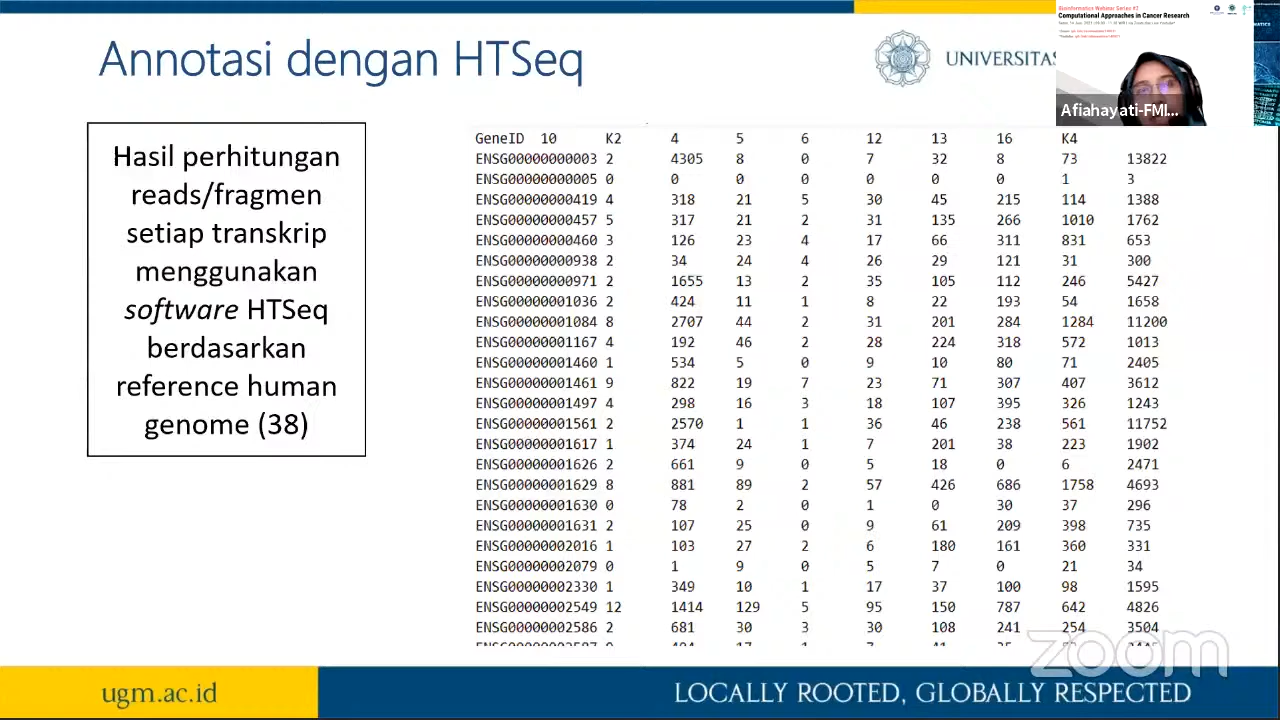 Annotasi dengan HTSeq
UNIVERSITAS
Bioinformatics Webinar Series #2
Computational Approaches in Cancer Research
Afiahayati-FMI...
Hasil perhitungan
reads/fragmen
setiap transkrip
menggunakan
software HTSeq
berdasarkan
reference human
genome (38)
GeneID 10 K2 4 5 6 12 13 16 K4
ENSG00000000003 2 4305 8 0 7 32 8 73 13822
ENSG00000000005 0 0 0 0 0 0 0 1 3
ENSG00000000419 4 318 21 5 30 45 215 114 1388
ENSG00000000457 5 317 21 2 31 135 266 1010 1762
ENSG00000000460 3 126 23 4 17 66 311 831 653
ENSG00000000938 2 34 24 4 26 29 121 31 300
ENSG00000000971 2 1655 13 2 35 105 112 246 5427
ENSG00000001036 2 424 11 1 8 22 193 54 1658
ENSG00000001084 8 2707 44 2 31 201 284 1284 11200
ENSG00000001167 4 192 46 2 28 224 318 572 1013
ENSG00000001460 1 534 5 0 9 10 80 71 2405
ENSG00000001461 9 822 19 7 23 71 307 407 3612
ENSG00000001497 4 298 16 3 18 107 395 326 1243
ENSG00000001561 2 2570 1 1 36 46 238 561 11752
ENSG00000001617 1 374 24 1 7 201 38 223 1902
ENSG00000001626 2 661 9 0 5 18 0 6 2471
ENSG00000001629 8 881 89 2 57 426 686 1758 4693
ENSG00000001630 0 78 2 0 1 0 30 37 296
ENSG00000001631 2 107 25 0 9 61 209 398 735
ENSG00000002016 1 103 27 2 6 180 161 360 331
ENSG00000002079 0 1 9 0 5 7 0 21 34
ENSG00000002330 1 349 10 1 17 37 100 98 1595
ENSG00000002549 12 1414 129 5 95 150 787 642 4826
ENSG00000002586 2 681 30 3 30 108 241 254 3504
zoom
ugm.ac.id
LOCALLY ROOTED, GLOBALLY RESPECTED